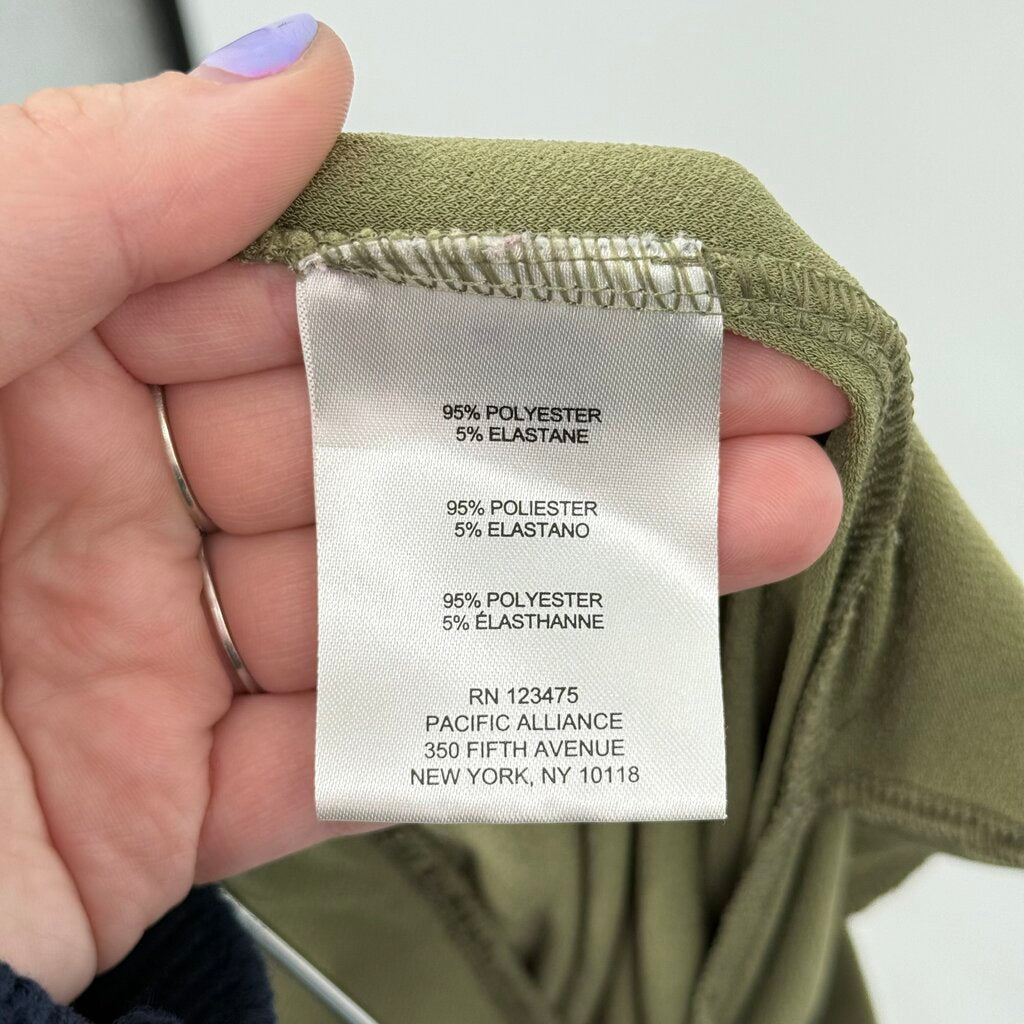 95% POLYESTER
5% ELASTANE
95% POLIESTER
5% ELASTANO
95% POLYESTER
5% ÉLASTHANNE
RN 123475
PACIFIC ALLIANCE
350 FIFTH AVENUE
NEW YORK, NY 10118